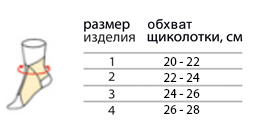 размер обхват
изделия щиколотки, см
1 20 - 22
2 22 - 24
3 24 - 26
4 26 - 28